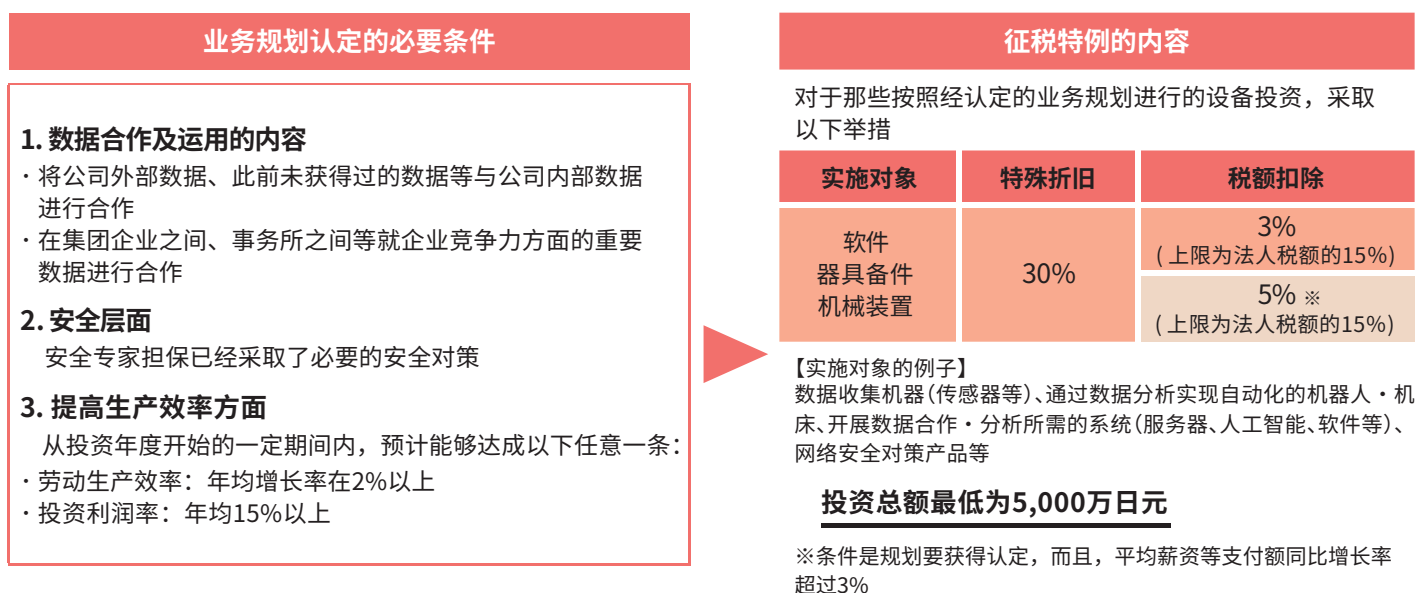 业务规划认定的必要条件
1. 数据合作及运用的内容
・将公司外部数据、此前未获得过的数据等与公司内部数据
进行合作
・在集团企业之间、事务所之间等就企业竞争力方面的重要
数据进行合作
2. 安全层面
安全专家担保已经采取了必要的安全对策
3. 提高生产效率方面
从投资年度开始的一定期间内，预计能够达成以下任意一条：
・劳动生产效率：年均增长率在2%以上
・投资利润率：年均15%以上
征税特例的内容
对于那些按照经认定的业务规划进行的设备投资，采取
以下举措
实施对象 特殊折旧 税额扣除
软件
器具备件
机械装置
30%
3%
( 上限为法人税额的15%)
5% ※
( 上限为法人税额的15%)
【实施对象的例子】
数据收集机器（传感器等）、通过数据分析实现自动化的机器人・机
床、开展数据合作・分析所需的系统（服务器、人工智能、软件等）、
网络安全对策产品等
投资总额最低为5,000万日元
※条件是规划要获得认定，而且，平均薪资等支付额同比增长率
超过3%